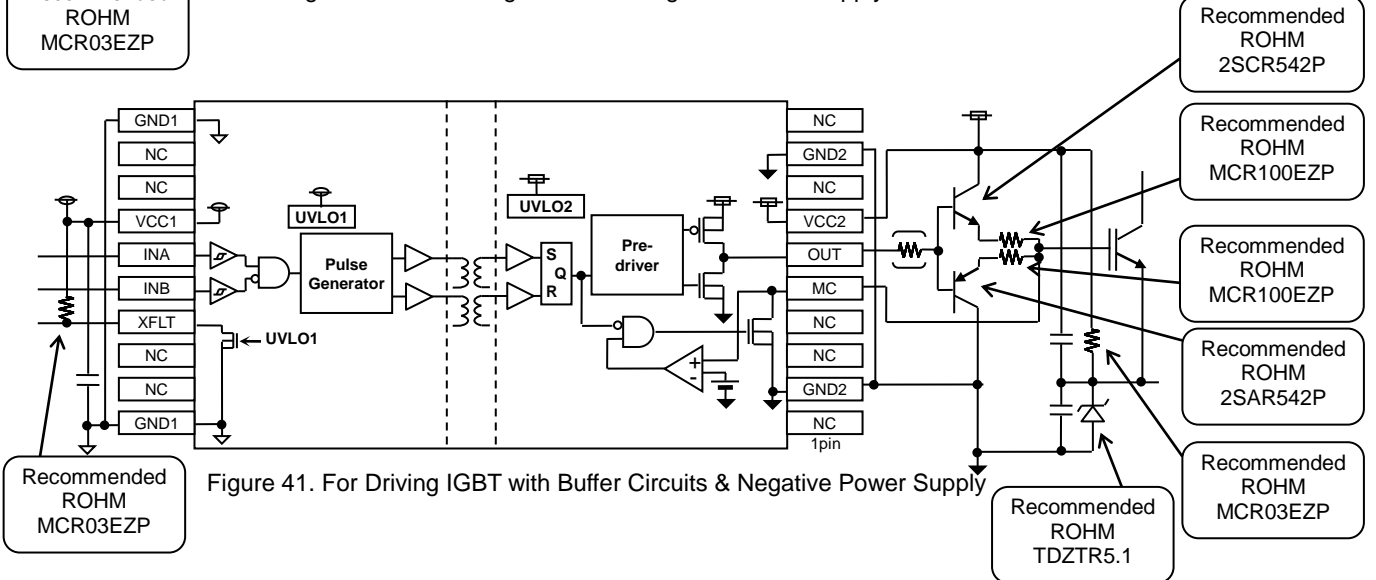 ROHM
MCR03EZP
Recommended
ROHM
2SCR542P
Recommended
ROHM
MCR100EZP
Recommended
ROHM
MCR100EZP
Recommended
ROHM
2SAR542P
Recommended
ROHM
MCR03EZP
Recommended
ROHM
TDZTR5.1
Recommended
ROHM
MCR03EZP
GND1
NC
NC
VCC1
INA
INB
XFLT
NC
NC
GND1
UVLO1
Pulse
Generator
UVLO1
UVLO2
S
Q
R
Pre-
driver
+
-
NC
GND2
NC
VCC2
OUT
MC
NC
NC
GND2
NC
1pin
Figure 41. For Driving IGBT with Buffer Circuits & Negative Power Supply